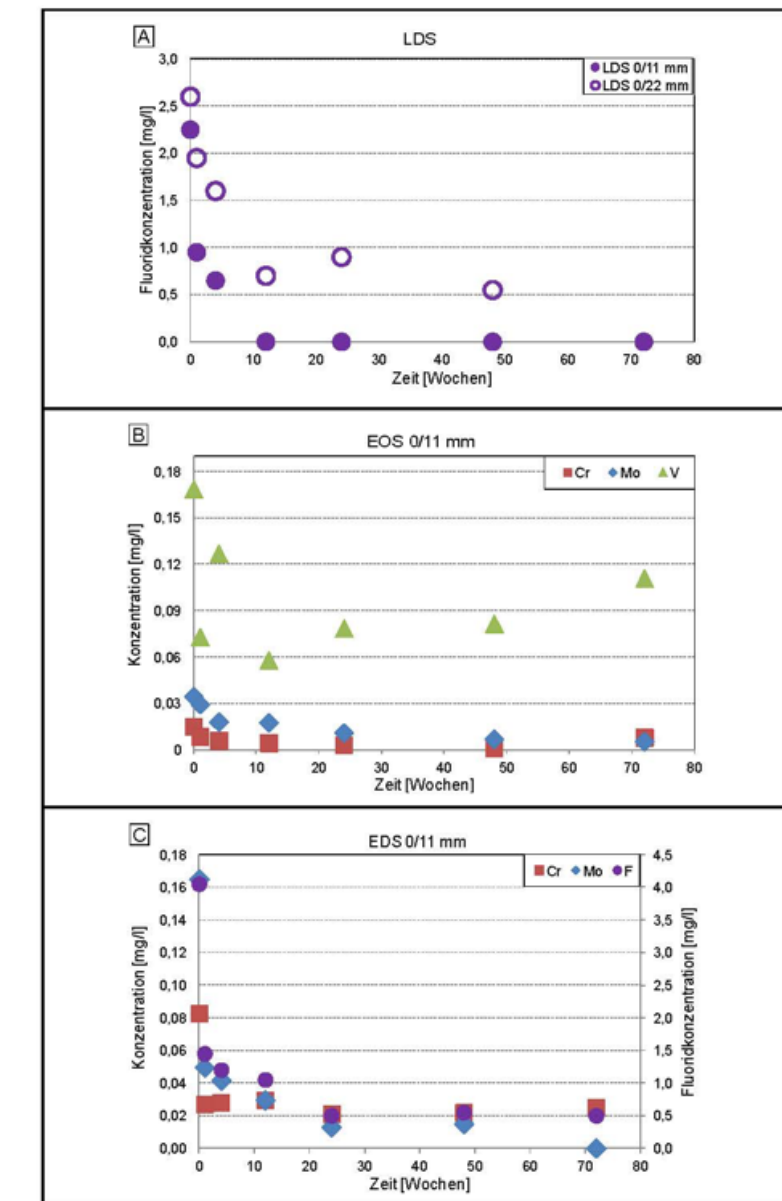 A
LDS
Fluoridkonzentration [mg/l]
3,0
2,5
2,0
1,5
1,0
0,5
0,0
LDS 0/11 mm
LDS 0/22 mm
0 10 20 30 40 50 60 70 80
Zeit [Wochen]
B
EOS 0/11 mm
Konzentration [mg/l]
0,18
0,15
0,12
0,09
0,06
0,03
0
Cr Mo V
0 10 20 30 40 50 60 70 80
Zeit [Wochen]
C
EDS 0/11 mm
Konzentration [mg/l]
0,18
0,16
0,14
0,12
0,10
0,08
0,06
0,04
0,02
0,00
Cr Mo F
4,5
4,0
3,5
3,0
2,5
2,0
1,5
1,0
0,5
0,0
Fluoridkonzentration [mg/l]
0 10 20 30 40 50 60 70 80
Zeit [Wochen]